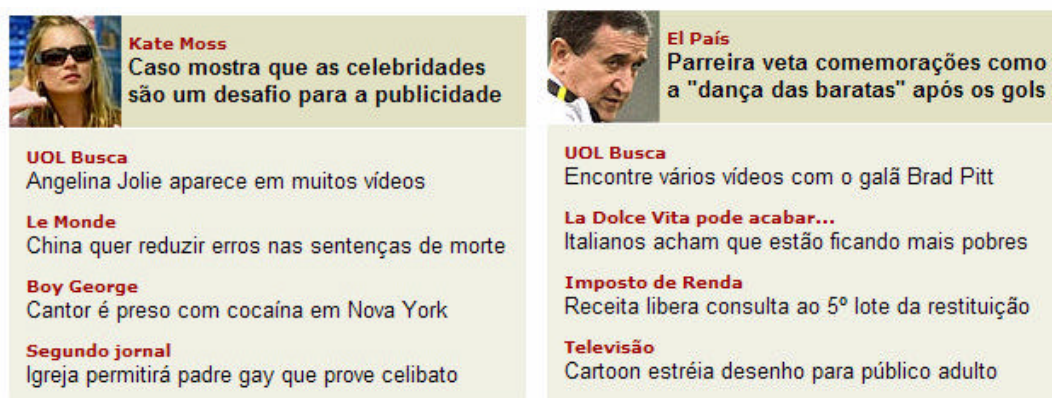 Kate Moss
Caso mostra que as celebridades
são um desafio para a publicidade
UOL Busca
Angelina Jolie aparece em muitos vídeos
Le Monde
China quer reduzir erros nas sentenças de morte
Boy George
Cantor é preso com cocaína em Nova York
Segundo jornal
Igreja permitirá padre gay que prove celibato
El País
Parreira veta comemorações como
a "dança das baratas" após os gols
UOL Busca
Encontre vários vídeos com o galã Brad Pitt
La Dolce Vita pode acabar...
Italianos acham que estão ficando mais pobres
Imposto de Renda
Receita libera consulta ao 5º lote da restituição
Televisão
Cartoon estréia desenho para público adulto